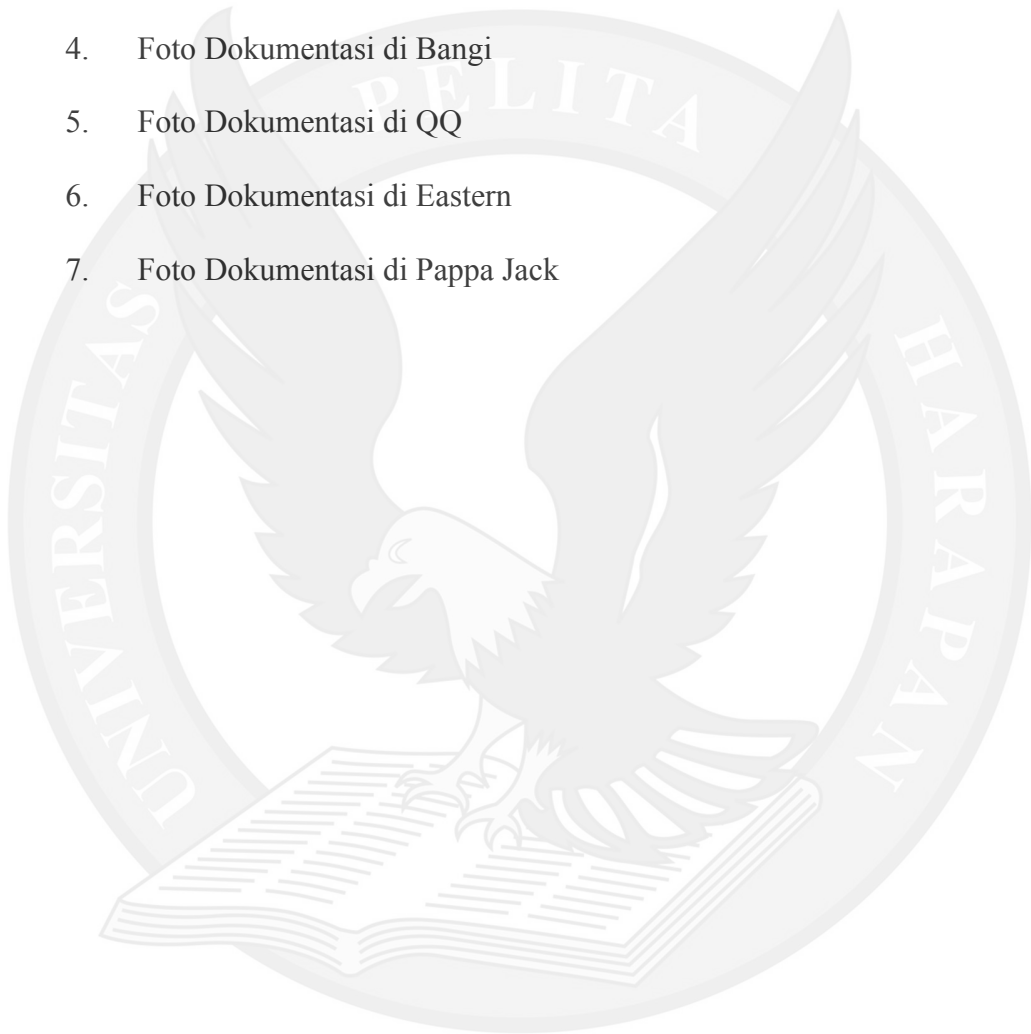 4. Foto Dokumentasi di Bangi
5. Foto Dokumentasi di QQ
6. Foto Dokumentasi di Eastern
7. Foto Dokumentasi di Pappa Jack
UNIVERSITAS PELITA HARAPAN